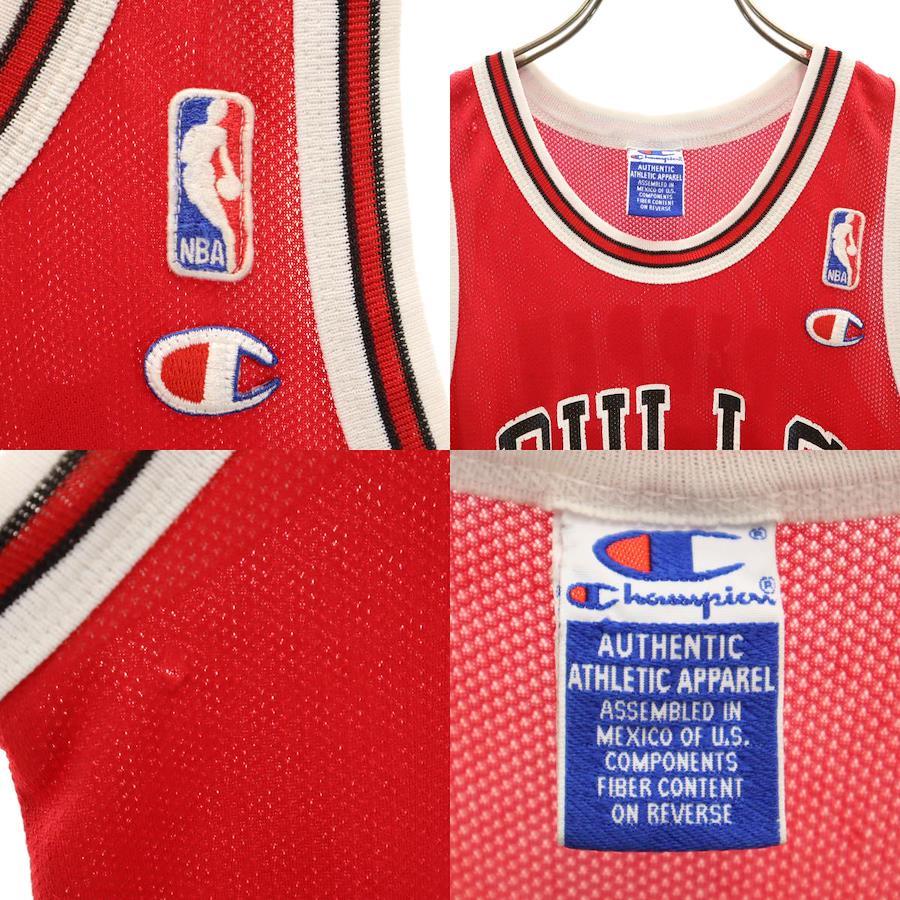 NBA
Champion
AUTHENTIC
ATHLETIC APPAREL
ASSEMBLED IN
MEXICO OF U.S.
COMPONENTS
FIBER CONTENT
ON REVERSE
NBA
BULLS
® 
Champion®
AUTHENTIC
ATHLETIC APPAREL
ASSEMBLED IN
MEXICO OF U.S.
COMPONENTS
FIBER CONTENT
ON REVERSE